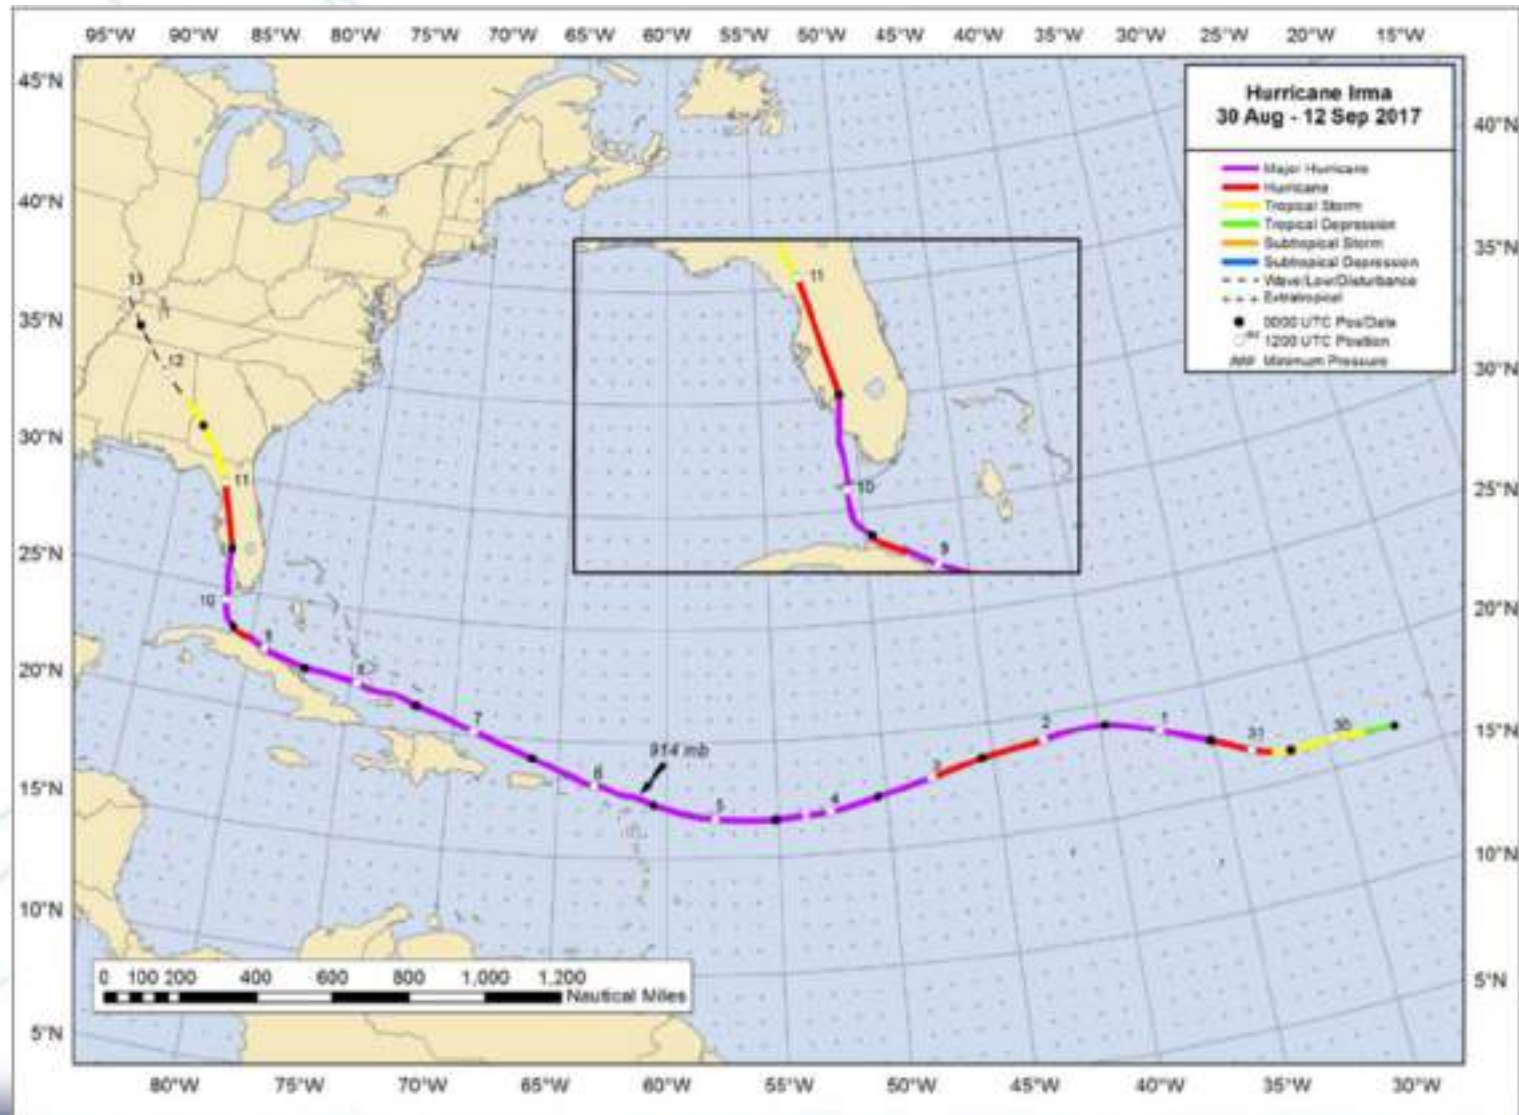 95°W 90°W 85°W 80°W 75°W 70°W 65°W 60°W 55°W 50°W 45°W 40°W 35°W 30°W 25°W 20°W 15°W
45°N
40°N
35°N
30°N
25°N
20°N
15°N
10°N
5°N
40°N
35°N
30°N
25°N
20°N
15°N
10°N
5°N
Hurricane Irma
30 Aug - 12 Sep 2017
Major Hurricane
Hurricane
Tropical Storm
Tropical Depression
Subtropical Storm
Subtropical Depression
Wave/Low/Disturbance
Extratropical
0000 UTC Pos/Date
1200 UTC Position
### Minimum Pressure
11
10
9
13
12
11
10
9
8
7
914 mb
6
5
4
3
2
1
31
30
0 100 200 400 600 800 1,000 1,200
Nautical Miles
80°W 75°W 70°W 65°W 60°W 55°W 50°W 45°W 40°W 35°W 30°W